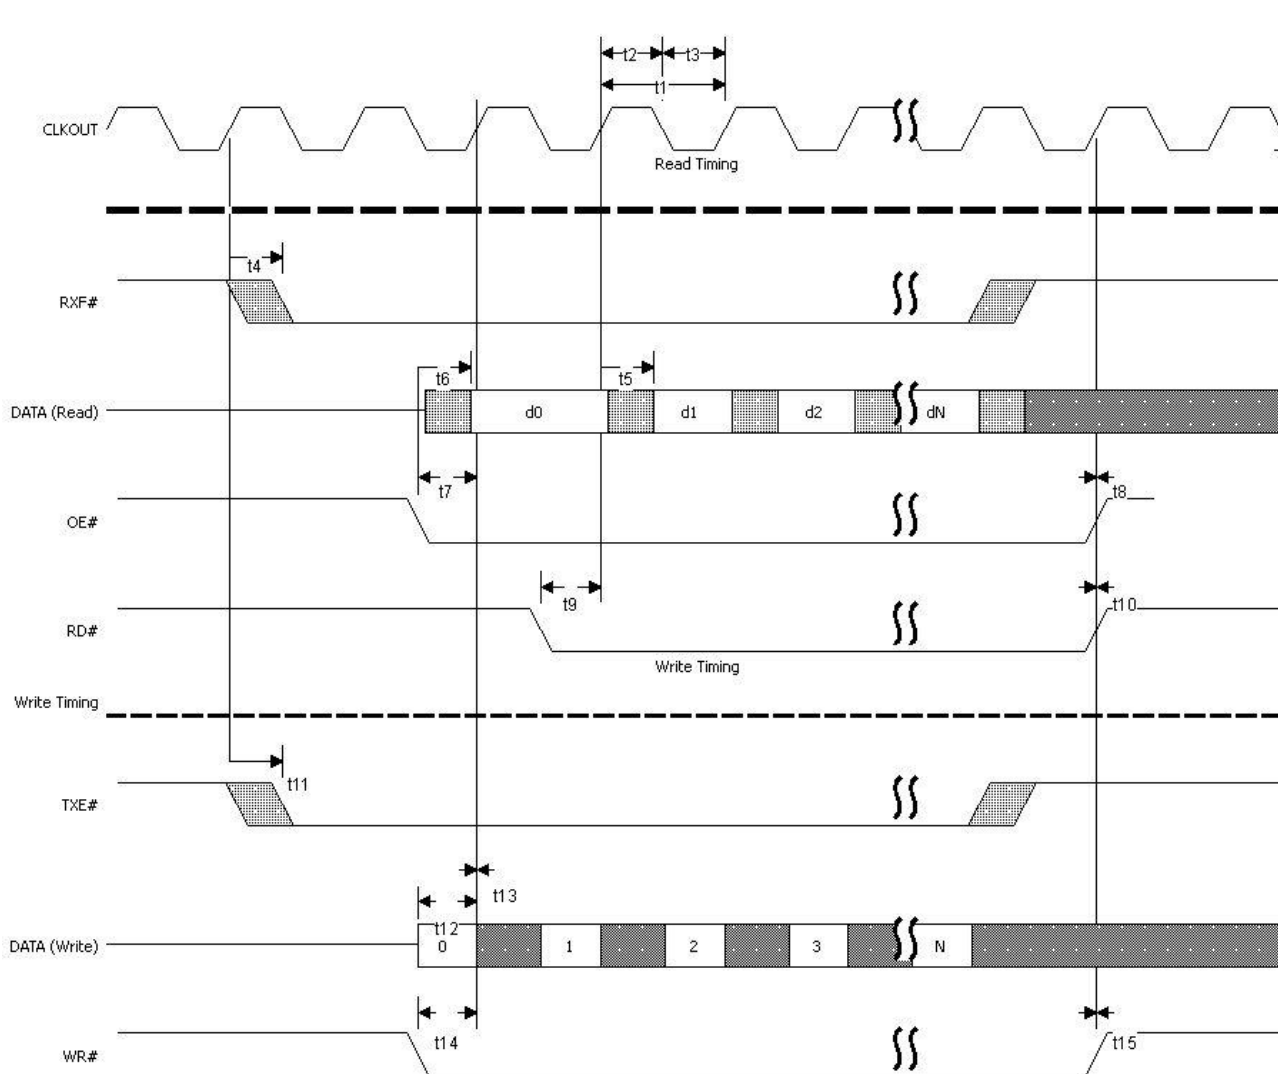 t2 t3
t1
CLKOUT
Read Timing
t4
RXF#
t6 t5
DATA (Read) d0 d1 d2 dN
t7 t8
OE#
t9 t10
RD#
Write Timing
Write Timing
t11
TXE#
t13
t12
DATA (Write) 0 1 2 3 N
t14 t15
WR#